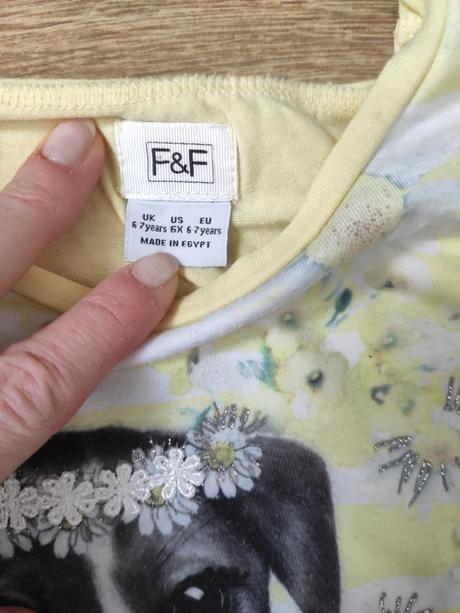 F&F
UK US EU
6 7years 6X 6 7years
MADE IN EGYPT